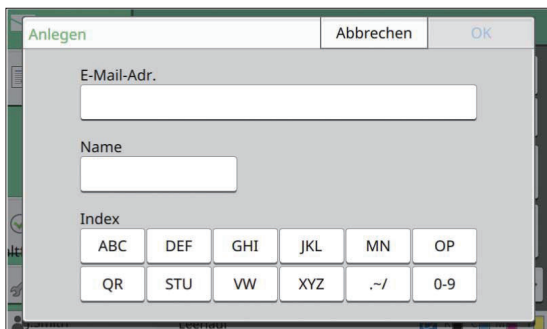 Anlegen Abbrechen OK
E-Mail-Adr.
Name
Index
ABC DEF GHI JKL MN OP
QR STU VW XYZ .~/ 0-9
Leerlauf